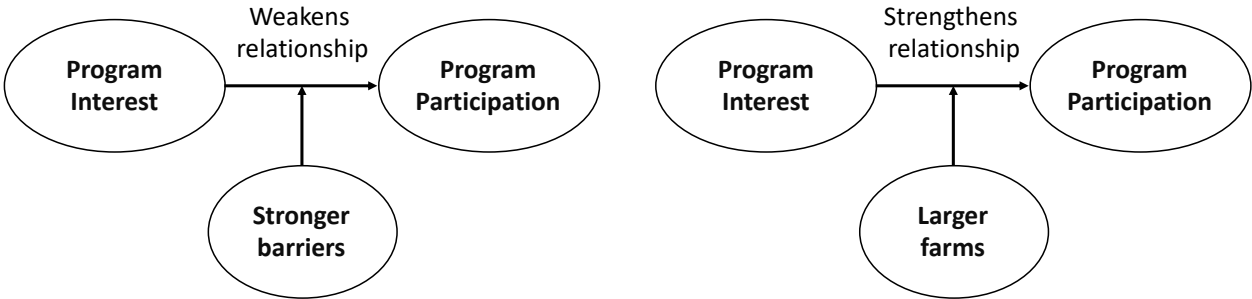 Weakens
relationship
Program
Interest
Program
Participation
Stronger
barriers
Strengthens
relationship
Program
Interest
Program
Participation
Larger
farms